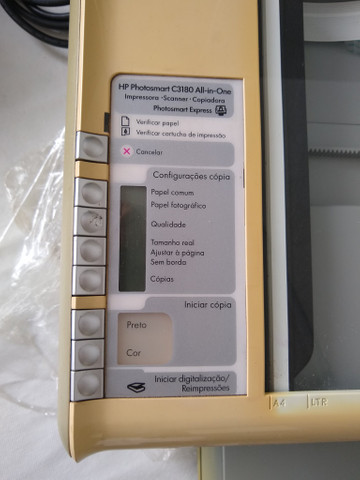 HP Photosmart C3180 All-in-One
Impressora • Scanner • Copiadora
Photosmart Express
Verificar papel
Verificar cartucho de impressão
Cancelar
Configurações cópia
Papel comum
Papel fotográfico
Qualidade
Tamanho real
Ajustar à página
Sem bordo
Cópias
Iniciar cópia
Preto
Cor
Iniciar digitalização/
Reimpressões
A4 LTR